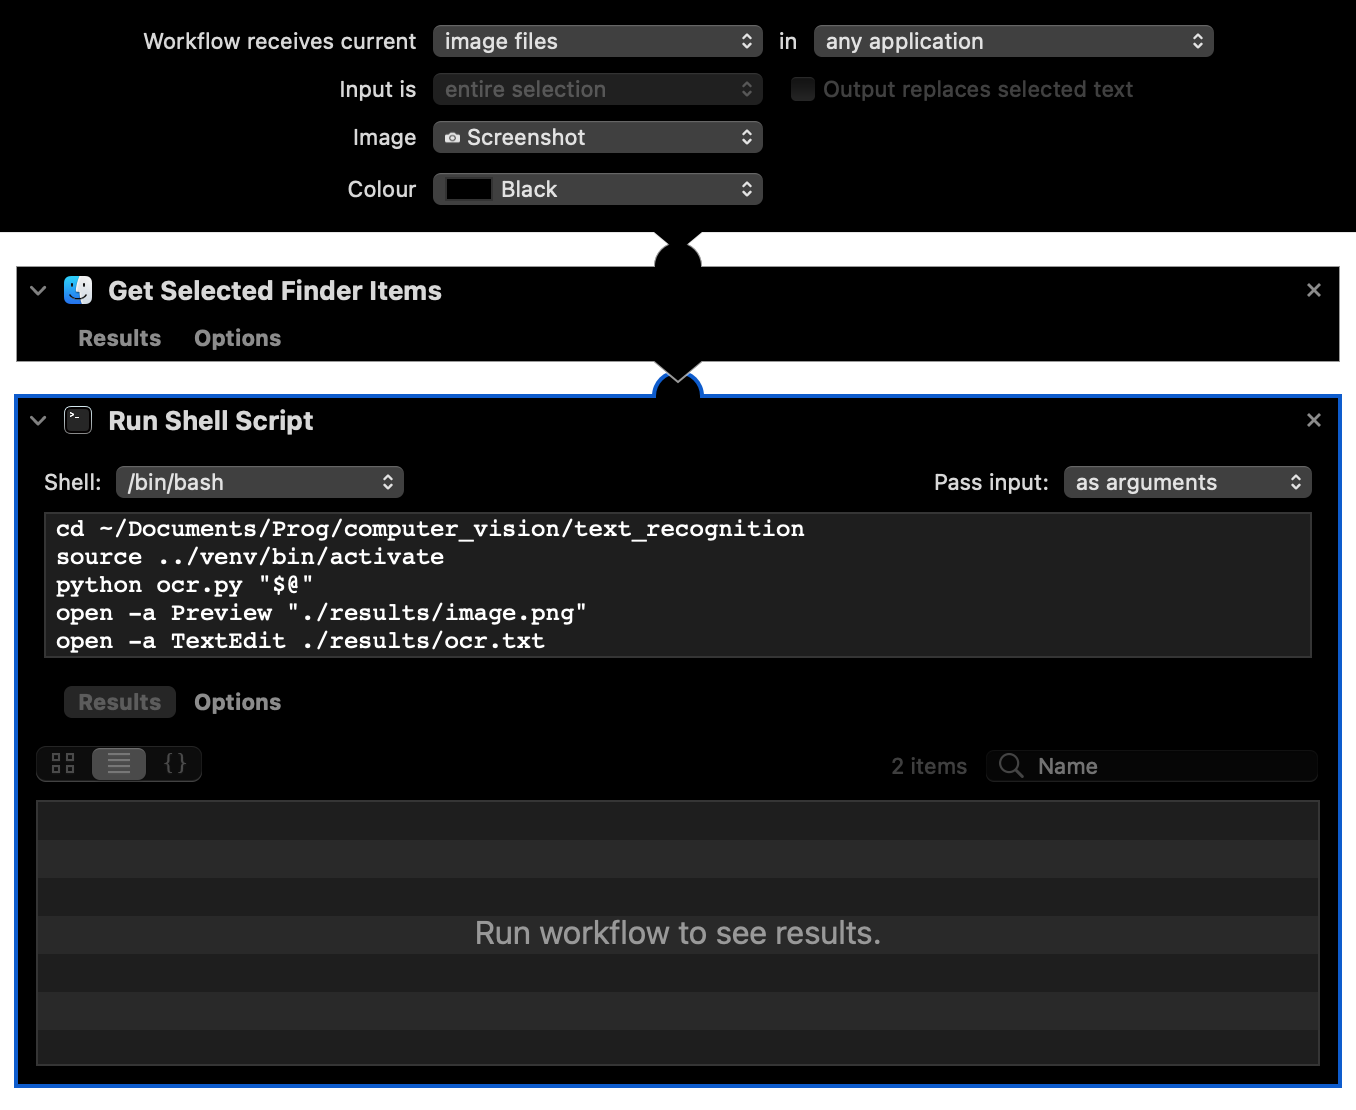 Workflow receives current image files in any application
Input is entire selection Output replaces selected text
Image Screenshot
Colour Black
Get Selected Finder Items
Results Options
Run Shell Script
Shell: /bin/bash Pass input: as arguments
cd ~/Documents/Prog/computer_vision/text_recognition
source ../venv/bin/activate
python ocr.py "$@"
open -a Preview "./results/image.png"
open -a TextEdit ./results/ocr.txt
Results Options
2 items Name
Run workflow to see results.